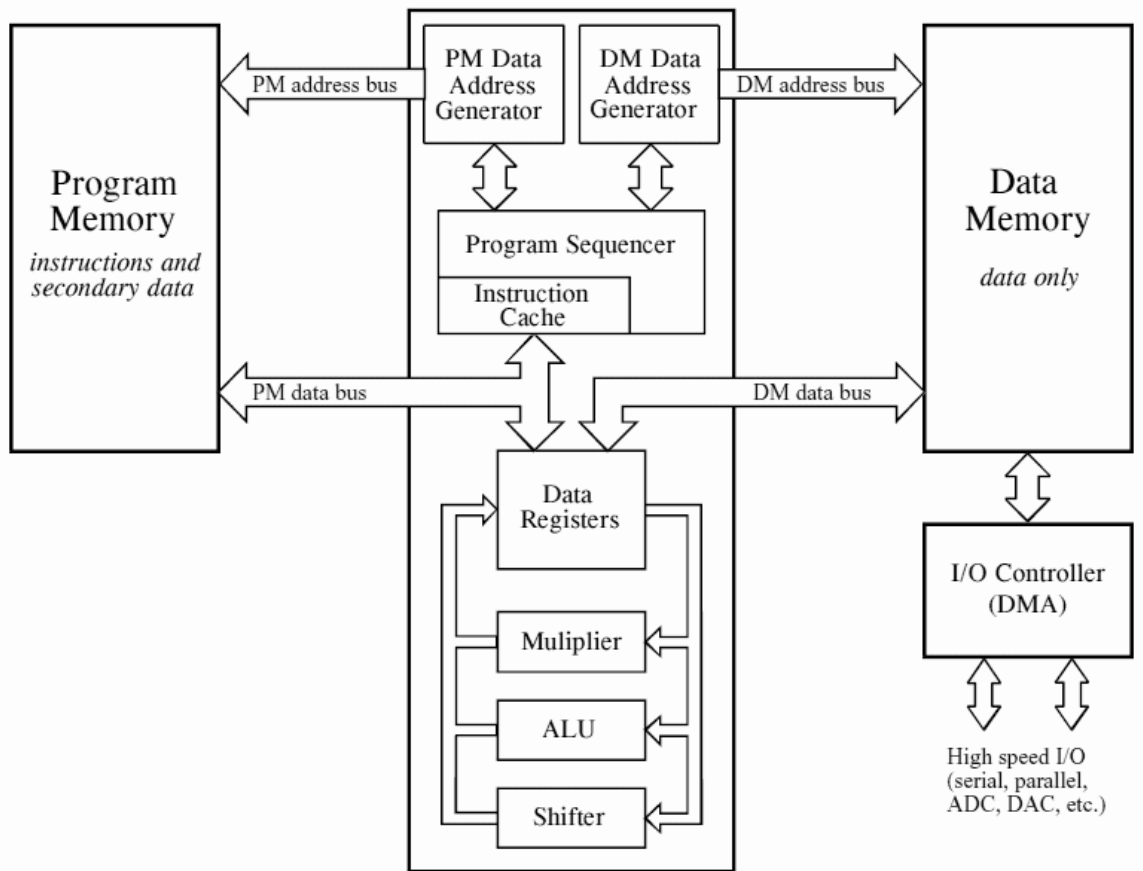 Program
Memory
instructions and
secondary data
PM address bus
PM Data
Address
Generator
DM Data
Address
Generator
DM address bus
Data
Memory
data only
Program Sequencer
Instruction
Cache
PM data bus
DM data bus
Data
Registers
Muliplier
ALU
Shifter
I/O Controller
(DMA)
High speed I/O
(serial, parallel,
ADC, DAC, etc.)